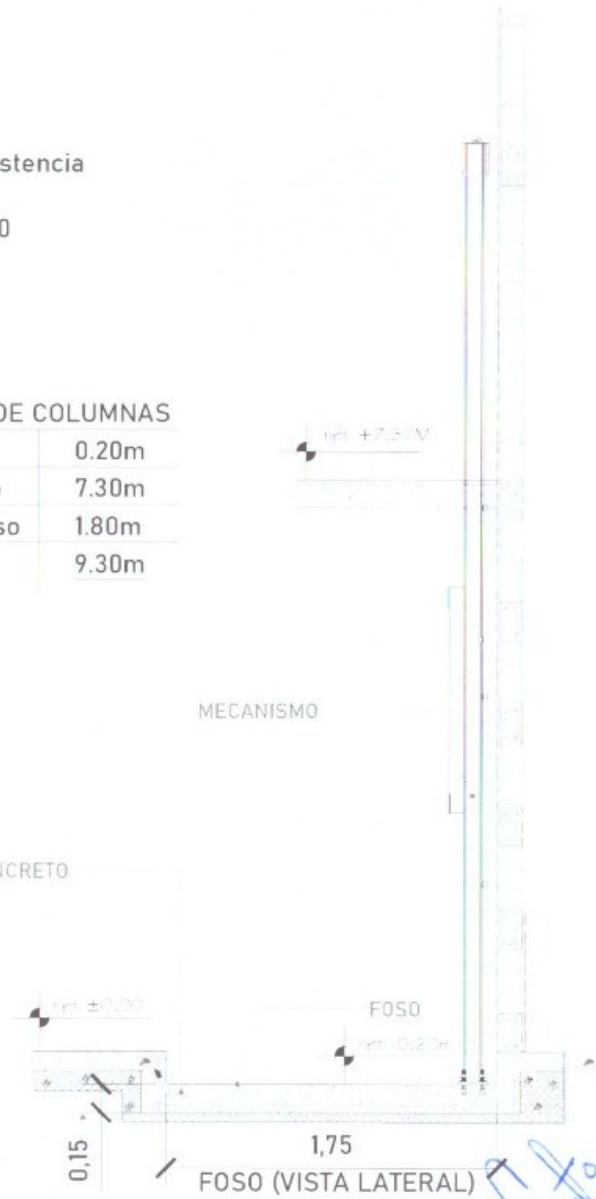 stencia
0
DE COLUMNAS
0.20m
7.30m
so 1.80m
9.30m
MECANISMO
NCRETO
FOSO
0,15
1,75
FOSO (VISTA LATERAL)